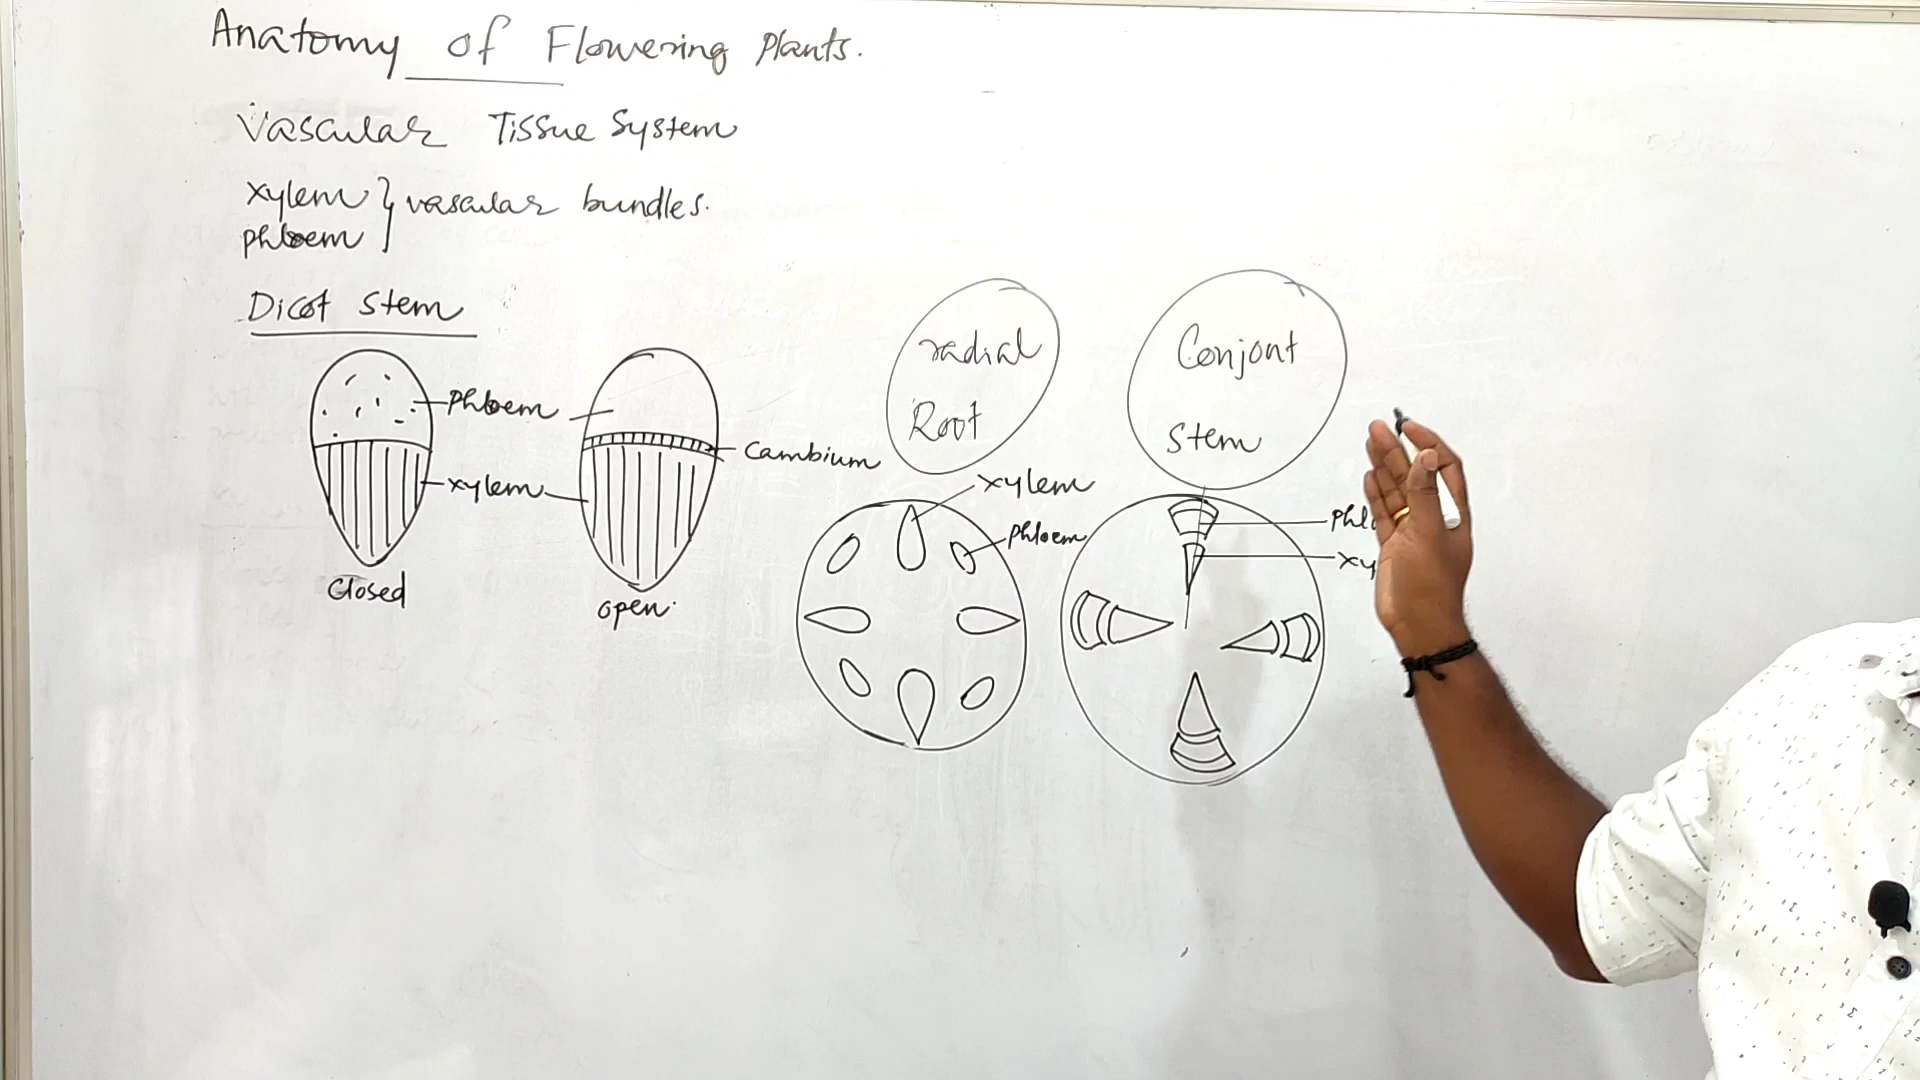 Anatomy of Flowering Plants.
Vascular Tissue System
Xylem } vascular bundles.
phloem
Dicot Stem
Phloem
Cambium
xylem
Closed
open.
radial
Root
xylem
phloem
Conjont
Stem